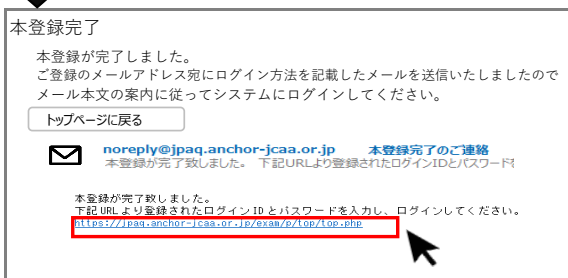 本登録完了
本登録が完了しました。
ご登録のメールアドレス宛にログイン方法を記載したメールを送信いたしましたので
メール本文の案内に従ってシステムにログインしてください。
トップページに戻る
noreply@jpaq.anchor-jcaa.or.jp 本登録完了のご連絡
本登録が完了致しました。 下記URLより登録されたログインIDとパスワードを
本登録が完了致しました。
下記URLより登録されたログインIDとパスワードを入力し、ログインしてください。
https://jpaq.anchor-jcaa.or.jp/exam/p/top/top.php